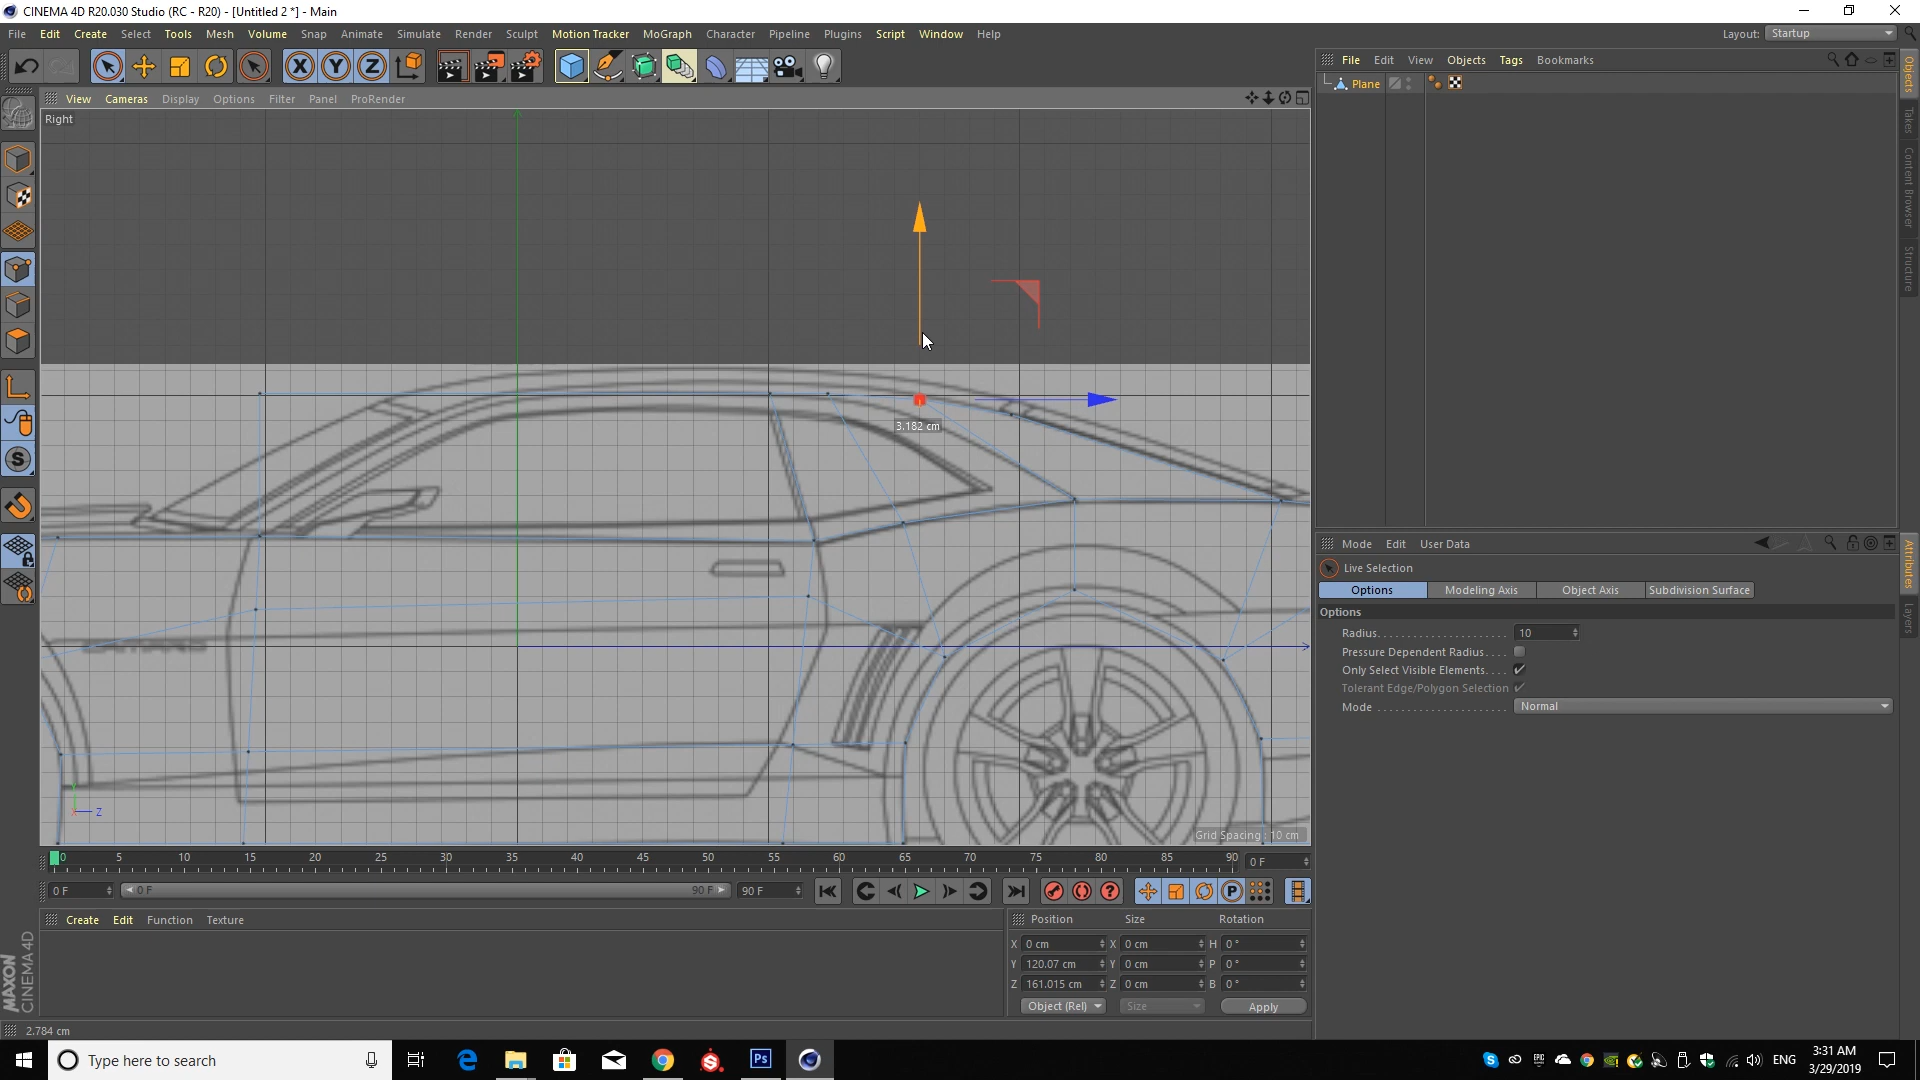 CINEMA 4D R20.030 Studio (RC - R20) - [Untitled 2 *] - Main
File Edit Create Select Tools Mesh Volume Snap Animate Simulate Render Sculpt Motion Tracker MoGraph Character Pipeline Plugins Script Window Help
Layout: Startup
View Cameras Display Options Filter Panel ProRender
File Edit View Objects Tags Bookmarks
Right
Plane
Objects
Takes
Content Browser
Structure
3.182 cm
Grid Spacing : 10 cm
Mode Edit User Data
Live Selection
Options Modeling Axis Object Axis Subdivision Surface
Options
Radius 10
Pressure Dependent Radius
Only Select Visible Elements
Tolerant Edge/Polygon Selection
Mode Normal
Attributes
Layers
X Z
0 5 10 15 20 25 30 35 40 45 50 55 60 65 70 75 80 85 90 0 F
0 F 0 F 90 F 90 F
Create Edit Function Texture
Position Size Rotation
X 0 cm X 0 cm H 0 °
Y 120.07 cm Y 0 cm P 0 °
Z 161.015 cm Z 0 cm B 0 °
Object (Rel) Size Apply
MAXON
CINEMA 4D
2.784 cm
Type here to search
Ps
ENG
3:31 AM
3/29/2019